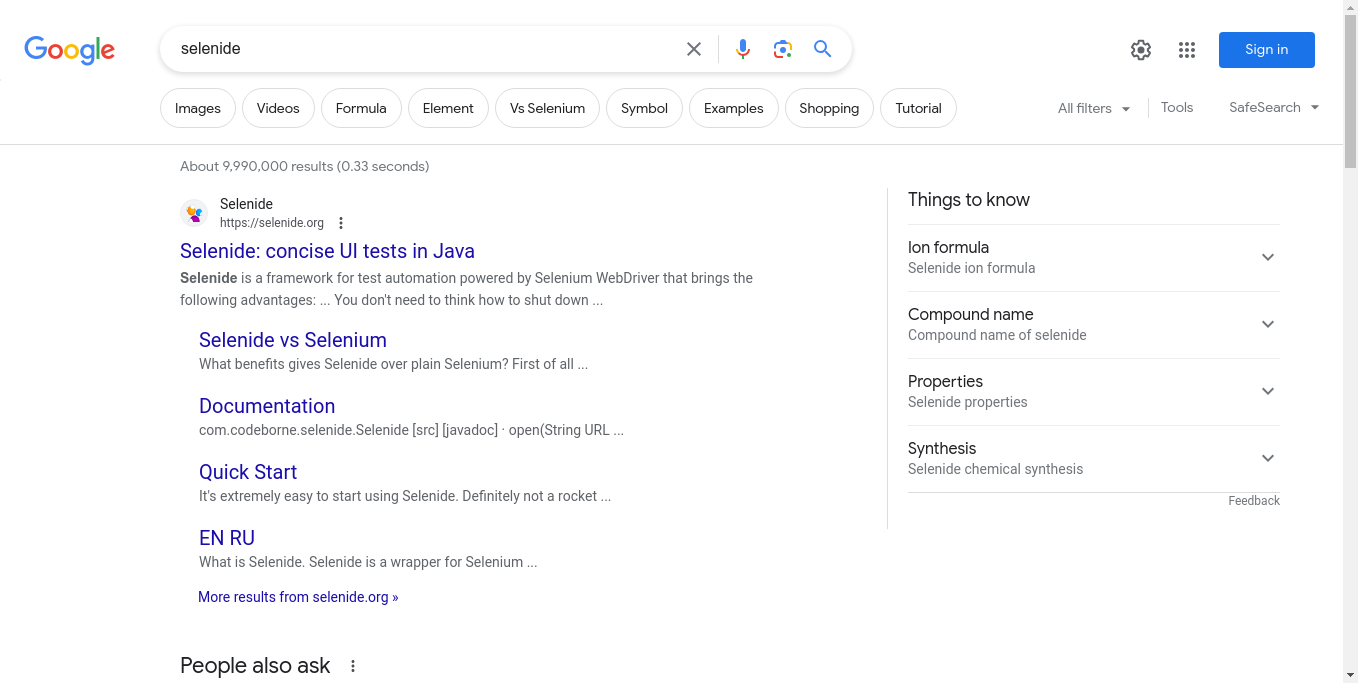 Google
selenide
Sign in
Images
Videos
Formula
Element
Vs Selenium
Symbol
Examples
Shopping
Tutorial
All filters
Tools
SafeSearch
About 9,990,000 results (0.33 seconds)
Selenide
https://selenide.org
Selenide: concise UI tests in Java
Selenide is a framework for test automation powered by Selenium WebDriver that brings the
following advantages: ... You don't need to think how to shut down ...
Selenide vs Selenium
What benefits gives Selenide over plain Selenium? First of all ...
Documentation
com.codeborne.selenide.Selenide [src] [javadoc] · open(String URL ...
Quick Start
It's extremely easy to start using Selenide. Definitely not a rocket ...
EN RU
What is Selenide. Selenide is a wrapper for Selenium ...
More results from selenide.org »
People also ask
Things to know
Ion formula
Selenide ion formula
Compound name
Compound name of selenide
Properties
Selenide properties
Synthesis
Selenide chemical synthesis
Feedback